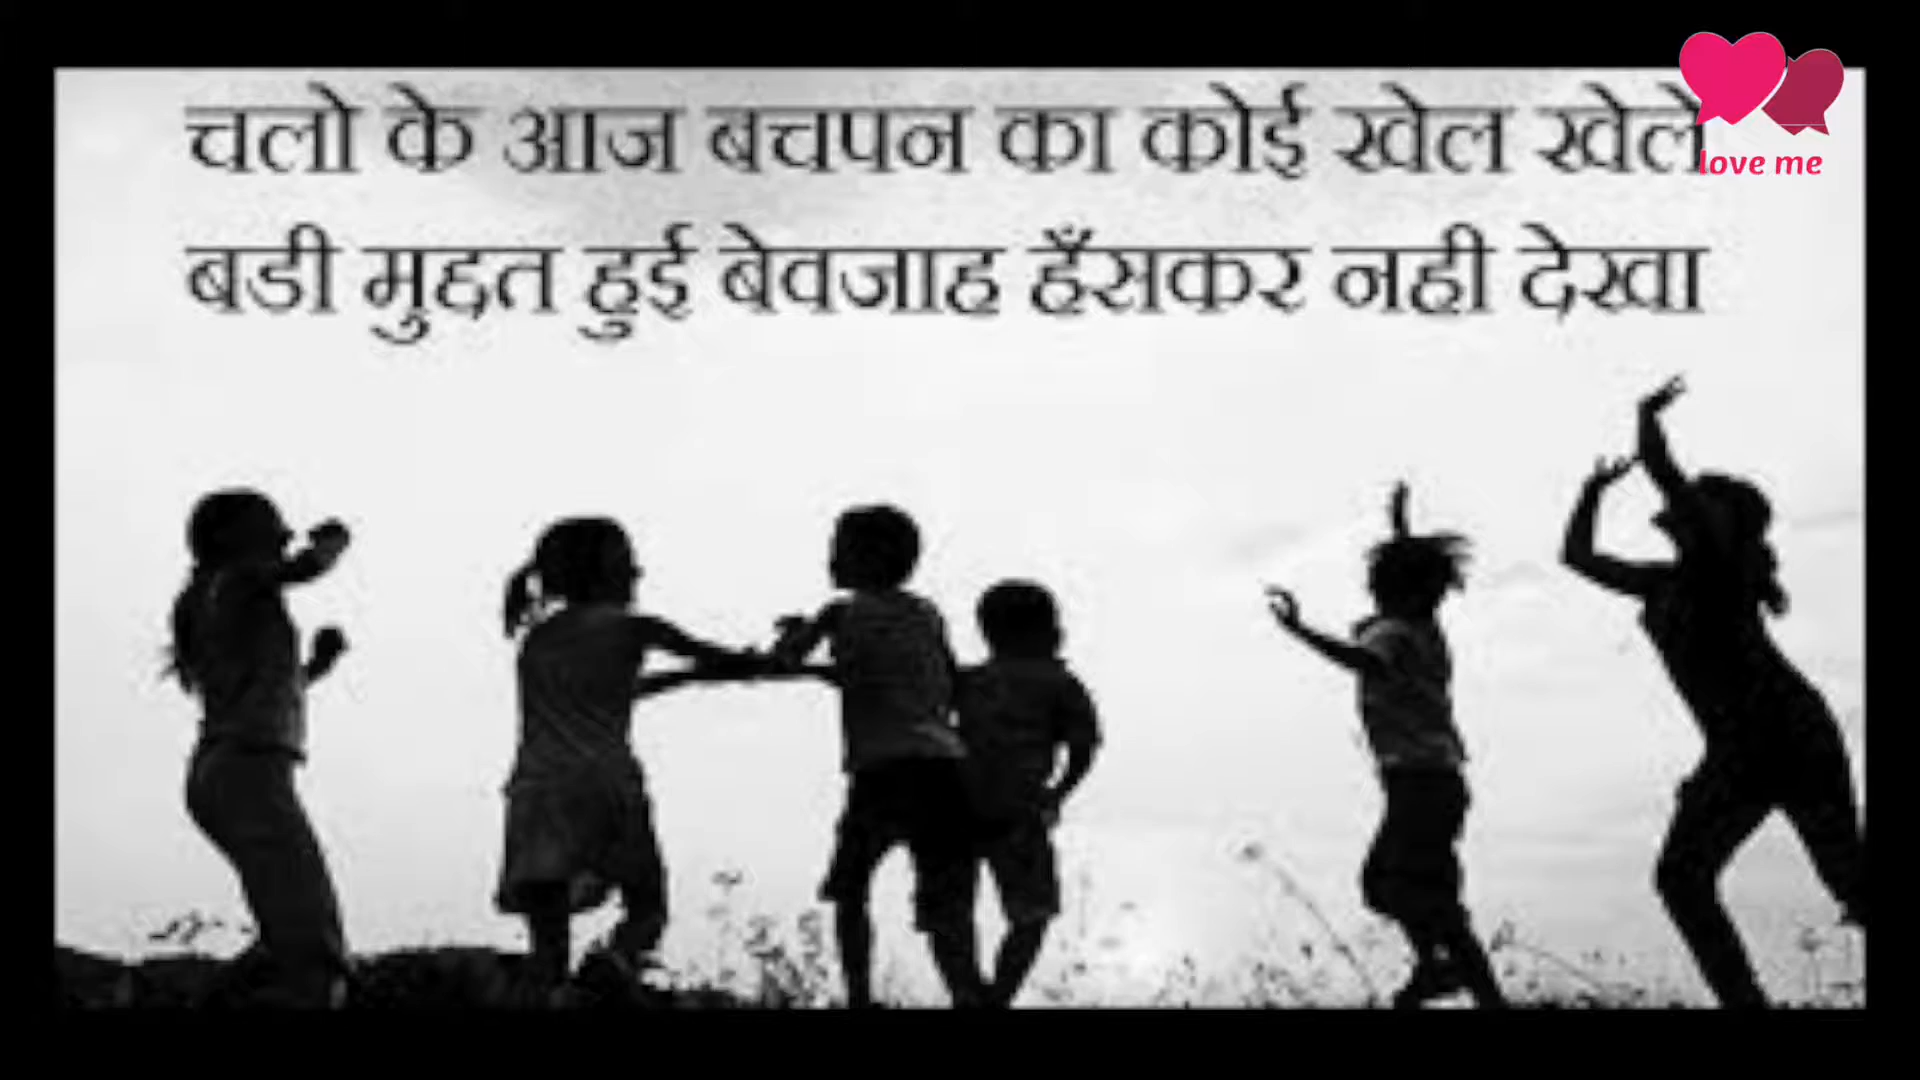 चलो के आज बचपन का कोई खेल खेले
बडी मुद्दत हुई बेवजाह हँसकर नही देखा
love me